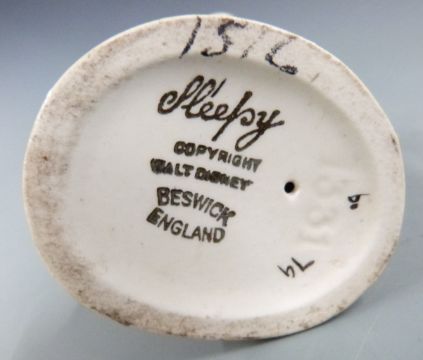 1516
Sleepy
COPYRIGHT
WALT DISNEY
BESWICK
ENGLAND